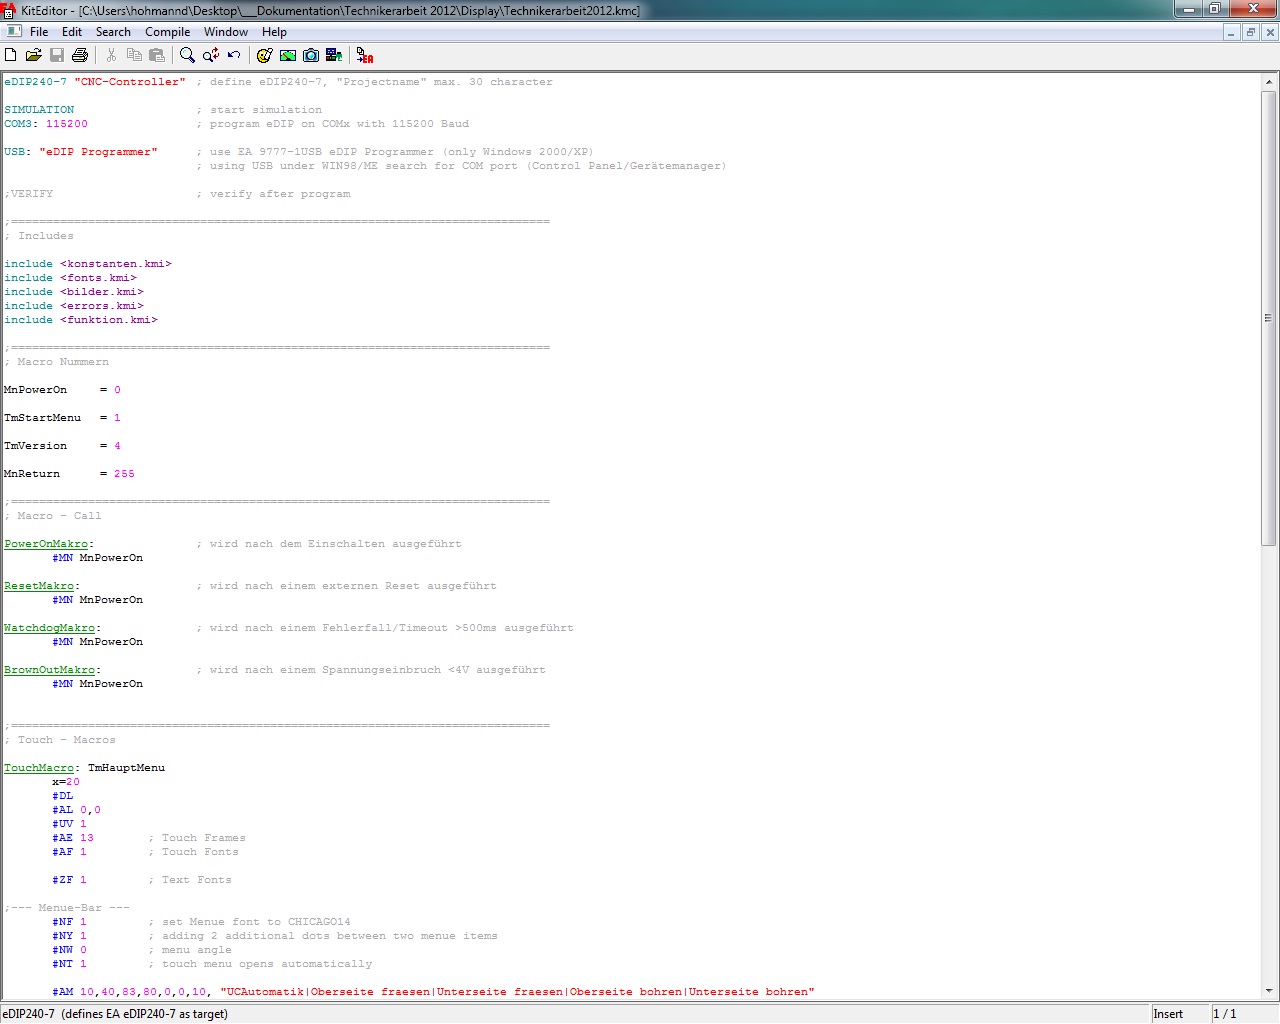 KitEditor - [C:\Users\hohmannd\Desktop\___Dokumentation\Technikerarbeit 2012\Display\Technikerarbeit2012.kmc]
File Edit Search Compile Window Help
eDIP240-7 "CNC-Controller" ; define eDIP240-7, "Projectname" max. 30 character
SIMULATION ; start simulation
COM3: 115200 ; program eDIP on COMx with 115200 Baud
USB: "eDIP Programmer" ; use EA 9777-1USB eDIP Programmer (only Windows 2000/XP)
; using USB under WIN98/ME search for COM port (Control Panel/Gerätemanager)
;VERIFY ; verify after program
;=============================================================================
; Includes
include <konstanten.kmi>
include <fonts.kmi>
include <bilder.kmi>
include <errors.kmi>
include <funktion.kmi>
;=============================================================================
; Macro Nummern
MnPowerOn = 0
TmStartMenu = 1
TmVersion = 4
MnReturn = 255
;=============================================================================
; Macro - Call
PowerOnMakro: ; wird nach dem Einschalten ausgeführt
#MN MnPowerOn
ResetMakro: ; wird nach einem externen Reset ausgeführt
#MN MnPowerOn
WatchdogMakro: ; wird nach einem Fehlerfall/Timeout >500ms ausgeführt
#MN MnPowerOn
BrownOutMakro: ; wird nach einem Spannungseinbruch <4V ausgeführt
#MN MnPowerOn
;=============================================================================
; Touch - Macros
TouchMacro: TmHauptMenu
x=20
#DL
#AL 0,0
#UV 1
#AE 13 ; Touch Frames
#AF 1 ; Touch Fonts
#ZF 1 ; Text Fonts
;--- Menue-Bar ---
#NF 1 ; set Menue font to CHICAGO14
#NY 1 ; adding 2 additional dots between two menue items
#NW 0 ; menu angle
#NT 1 ; touch menu opens automatically
#AM 10,40,83,80,0,0,10, "UCAutomatik|Oberseite fraesen|Unterseite fraesen|Oberseite bohren|Unterseite bohren"
eDIP240-7 (defines EA eDIP240-7 as target) Insert 1 / 1